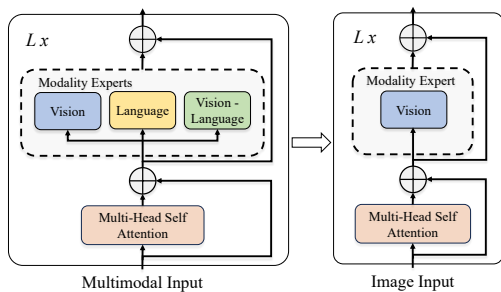 L x
Modality Experts
Vision
Language
Vision -
Language
Multi-Head Self
Attention
Multimodal Input
L x
Modality Expert
Vision
Multi-Head Self
Attention
Image Input